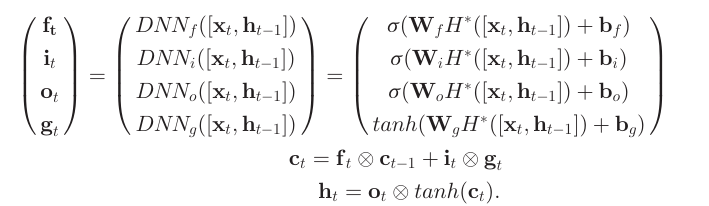 (f_t) = (DNN_f([x_t, h_{t−1}])) = (σ(W_f H*([x_t, h_{t−1}]) + b_f))
(i_t) = (DNN_i([x_t, h_{t−1}])) = (σ(W_i H*([x_t, h_{t−1}]) + b_i))
(o_t) = (DNN_o([x_t, h_{t−1}])) = (σ(W_o H*([x_t, h_{t−1}]) + b_o))
(g_t) = (DNN_g([x_t, h_{t−1}])) = (tanh(W_g H*([x_t, h_{t−1}]) + b_g))
c_t = f_t ⊗ c_{t−1} + i_t ⊗ g_t
h_t = o_t ⊗ tanh(c_t).